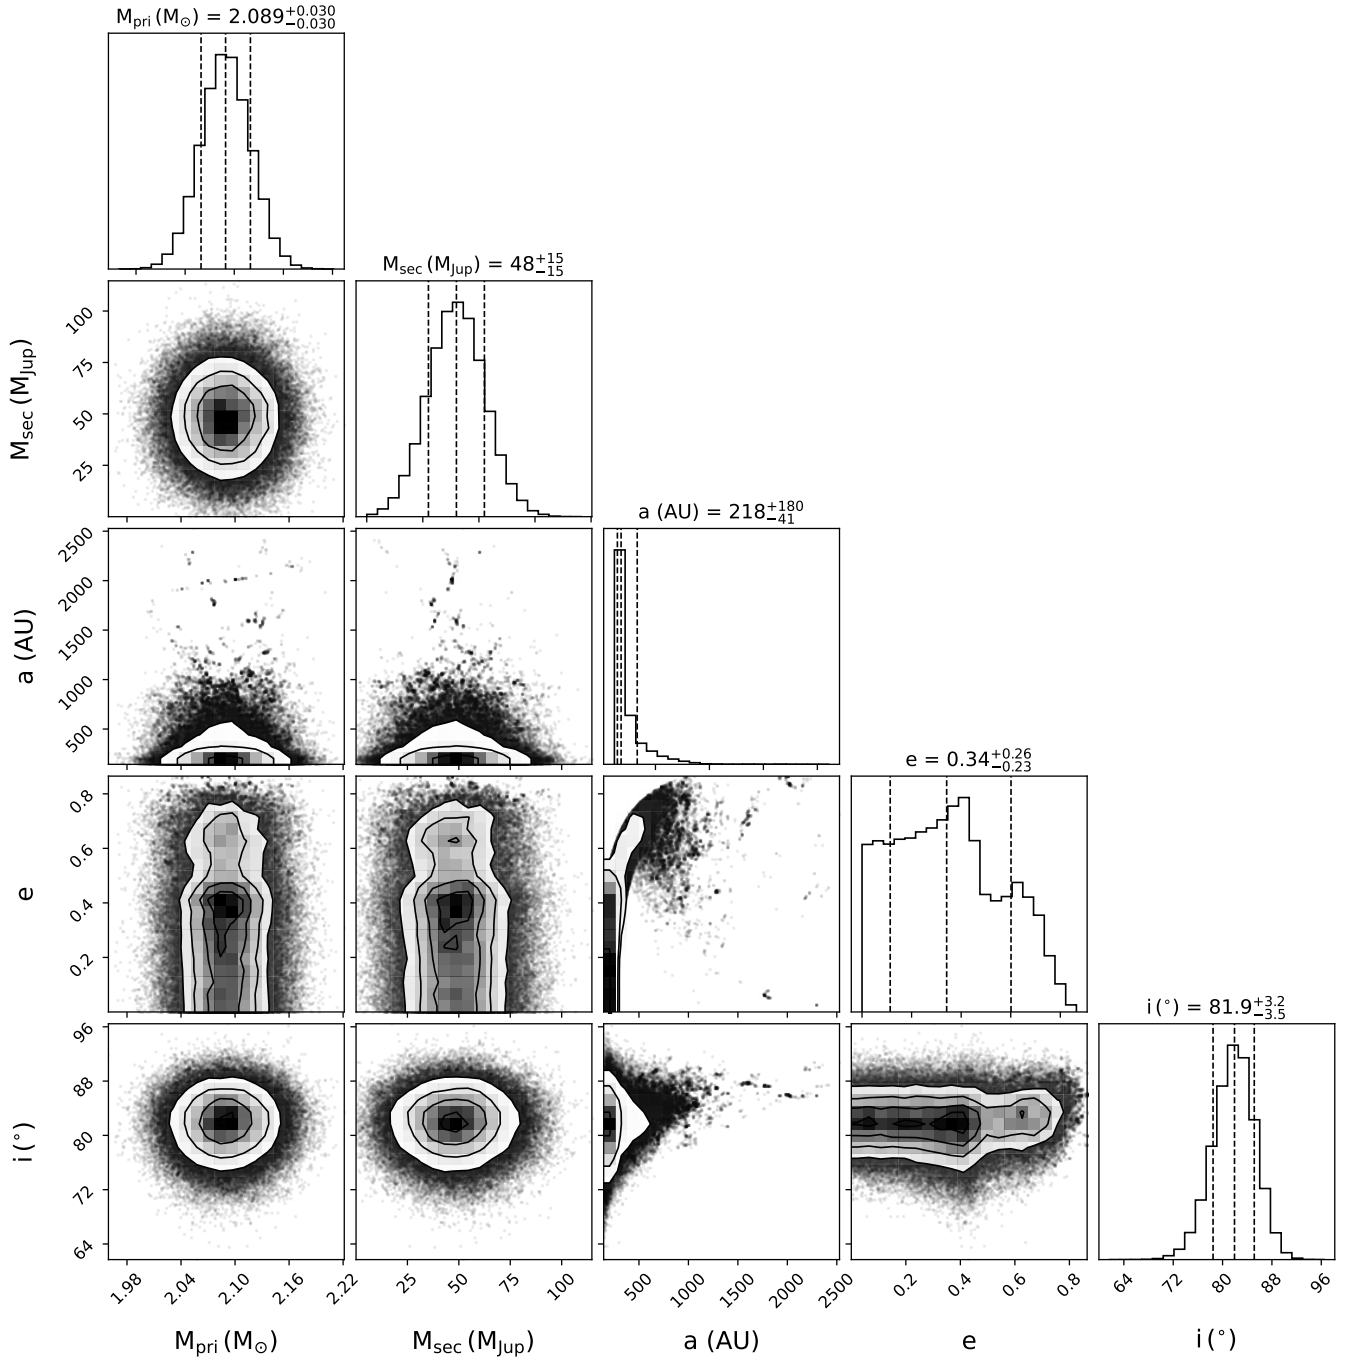 M_pri (M_⊙) = 2.089^{+0.030}_{−0.030}
M_sec (M_Jup) = 48^{+15}_{−15}
100
75
50
25
M_sec (M_Jup)
a (AU) = 218^{+180}_{−41}
2500
2000
1500
1000
500
a (AU)
e = 0.34^{+0.26}_{−0.23}
0.8
0.6
0.4
0.2
e
i (°) = 81.9^{+3.2}_{−3.5}
96
88
80
72
64
i (°)
1.98 2.04 2.10 2.16 2.22 25 50 75 100 500 1000 1500 2000 2500 0.2 0.4 0.6 0.8 64 72 80 88 96
M_pri (M_⊙) M_sec (M_Jup) a (AU) e i (°)